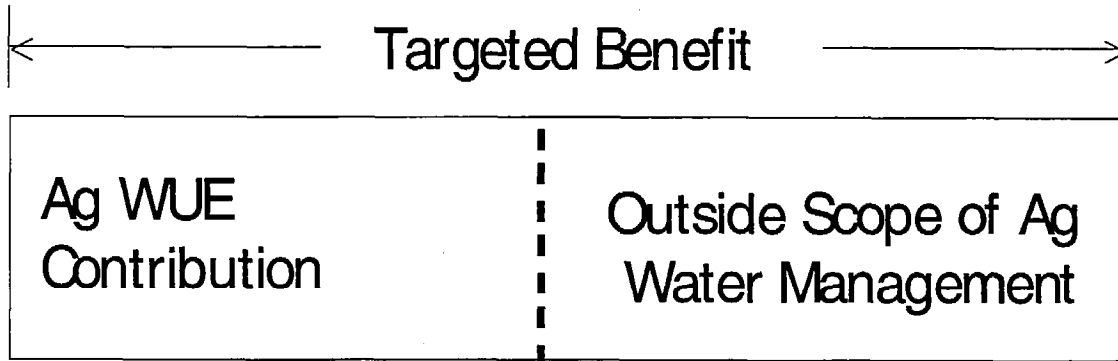 Targeted Benefit
Ag WUE
Contribution
Outside Scope of Ag
Water Management